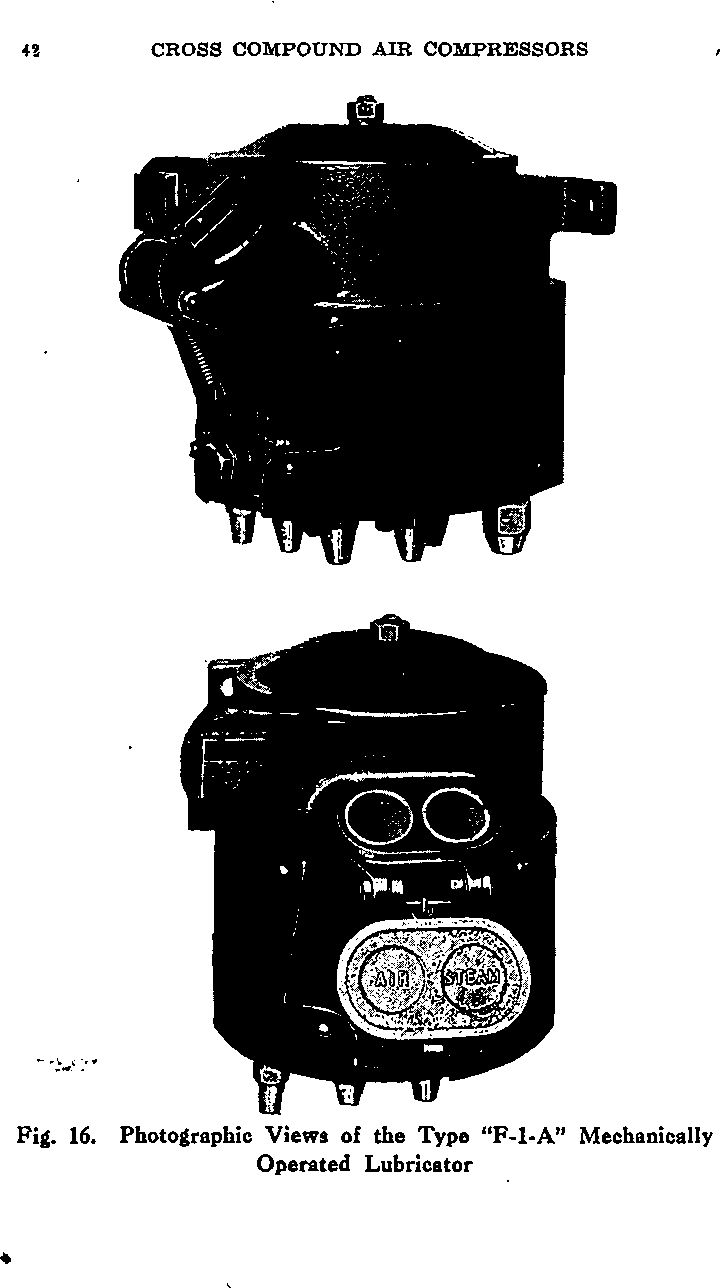 42 CROSS COMPOUND AIR COMPRESSORS
AIR STEAM
Fig. 16. Photographic Views of the Type "F-1-A" Mechanically
Operated Lubricator